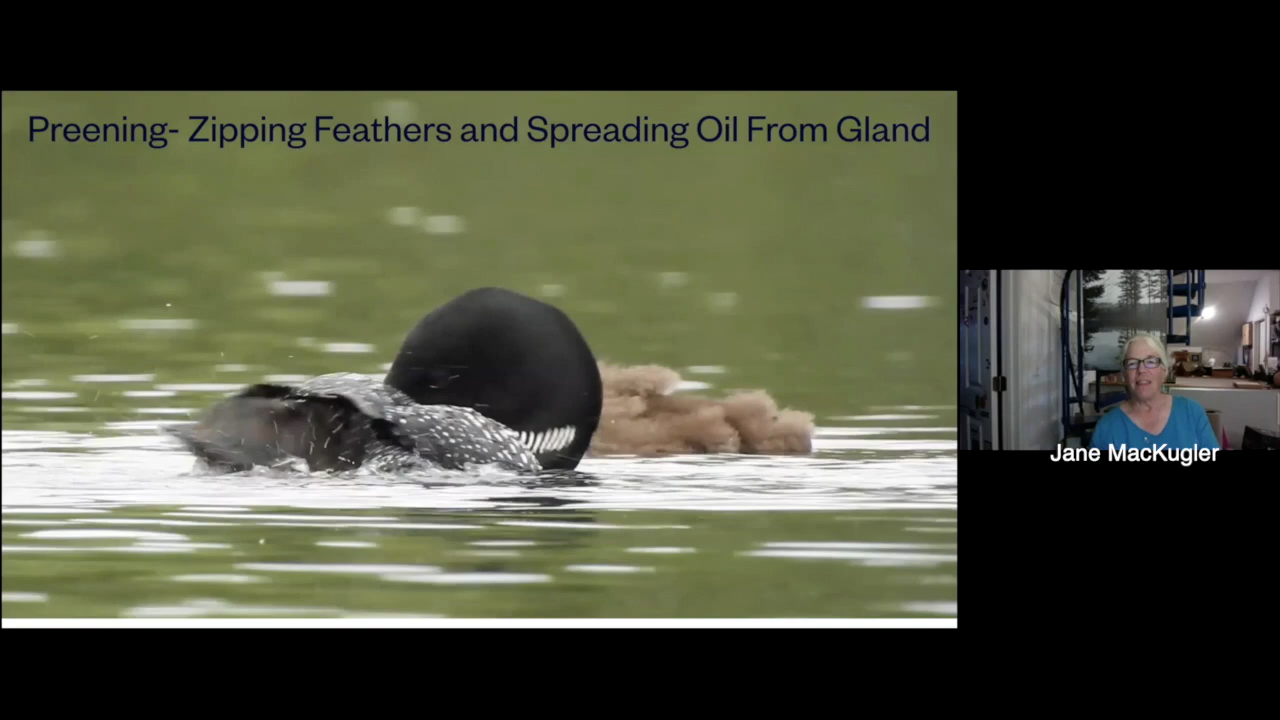 Preening- Zipping Feathers and Spreading Oil From Gland
Jane MacKugler